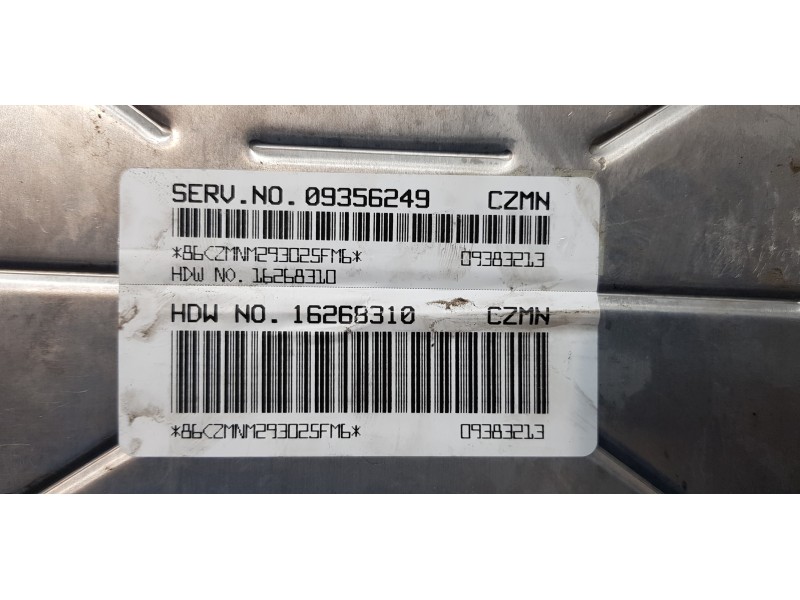 SERV.NO. 09356249 CZMN
*86CZMNM293025FM6* 09383213
HDW NO. 16268310
HDW NO. 16268310 CZMN
*86CZMNM293025FM6* 09383213